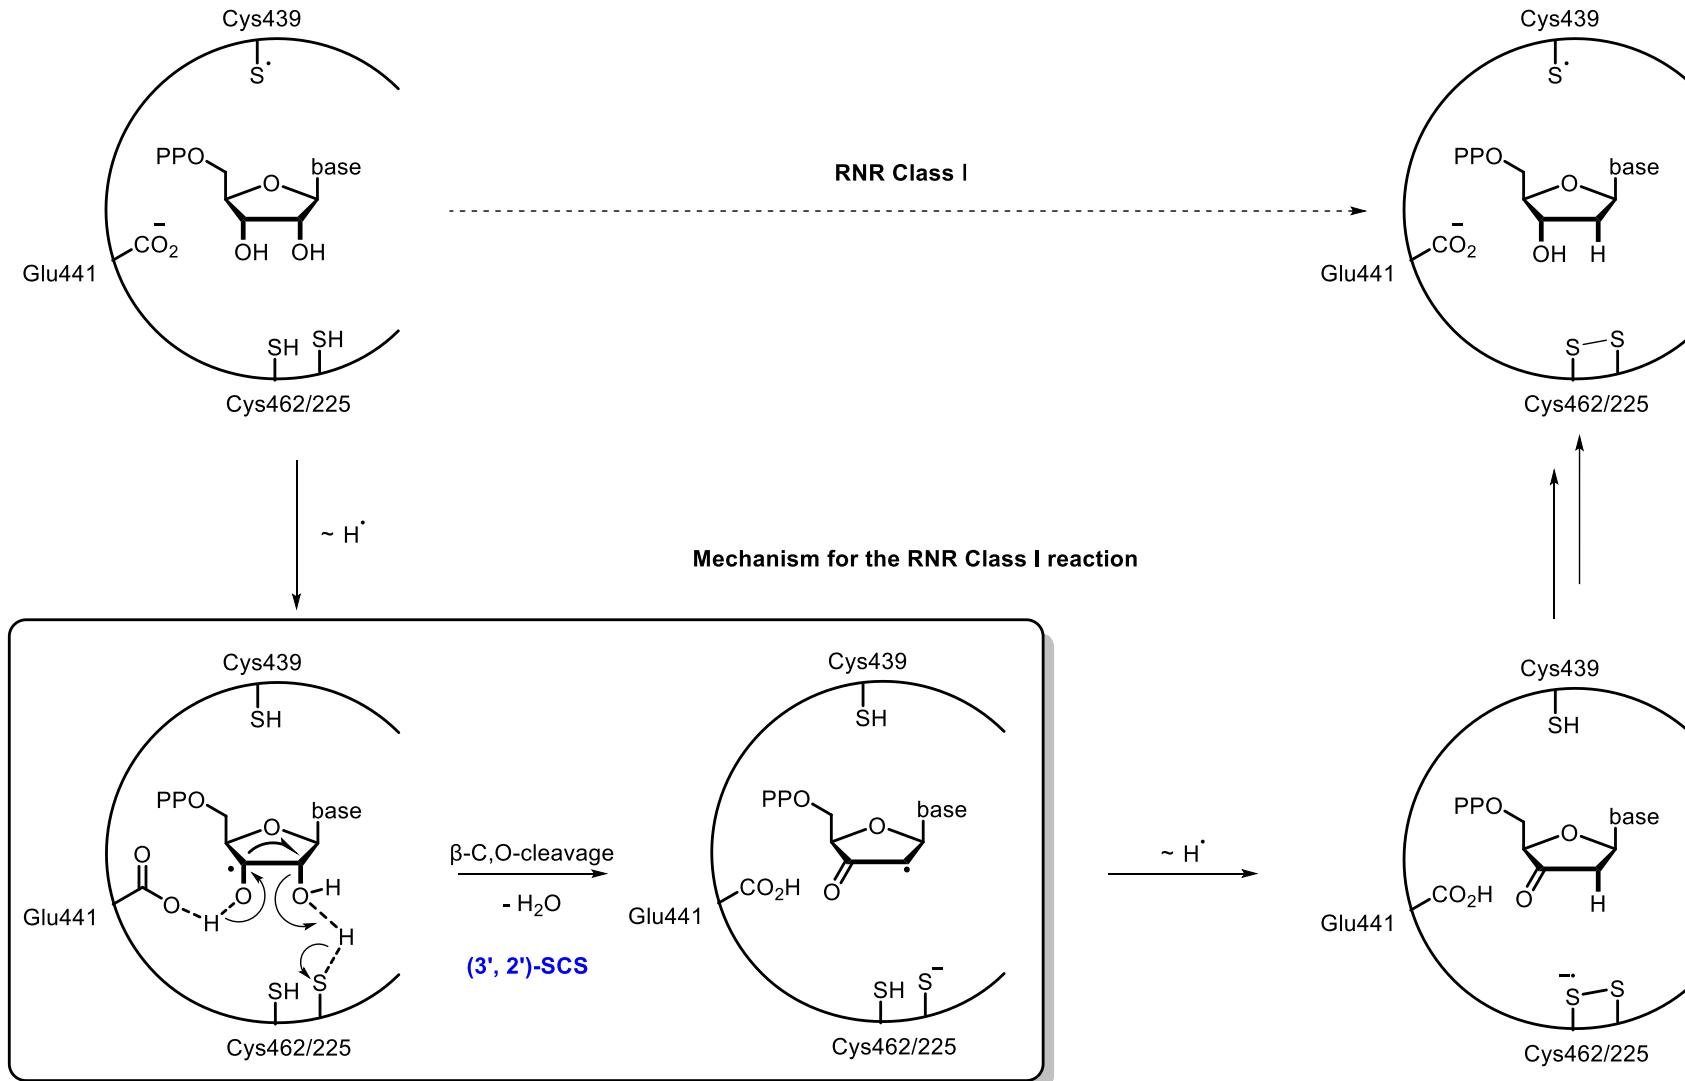 Cys439
S·
PPO
O
base
OH
OH
CO₂⁻
Glu441
SH
SH
Cys462/225
RNR Class I
Cys439
S·
PPO
O
base
OH
H
CO₂⁻
Glu441
S
S
Cys462/225
~ H·
Mechanism for the RNR Class I reaction
Cys439
SH
PPO
O
base
·
O
O
H
O
O
H
H
Glu441
SH
S
Cys462/225
β-C,O-cleavage
- H₂O
(3', 2')-SCS
Cys439
SH
PPO
O
base
·
O
CO₂H
Glu441
SH
S⁻
Cys462/225
~ H·
Cys439
SH
PPO
O
base
O
H
CO₂H
Glu441
−·
S
S
Cys462/225